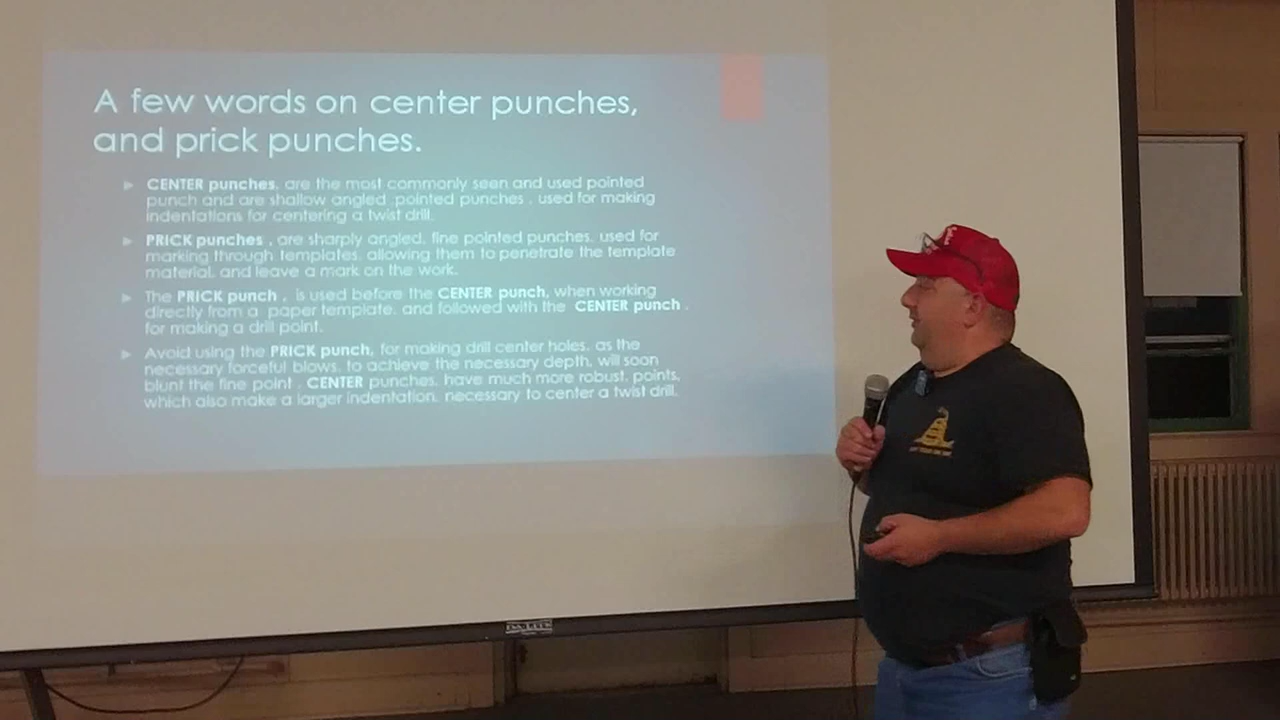 A few words on center punches,
and prick punches.
CENTER punches, are the most commonly seen and used pointed
punch and are shallow angled, pointed punches , used for making
indentations for centering a twist drill.
PRICK punches , are sharply angled, fine pointed punches, used for
marking through templates, allowing them to penetrate the template
material, and leave a mark on the work.
The PRICK punch , is used before the CENTER punch, when working
directly from a paper template, and followed with the CENTER punch ,
for making a drill point.
Avoid using the PRICK punch, for making drill center holes, as the
necessary forceful blows, to achieve the necessary depth, will soon
blunt the fine point , CENTER punches, have much more robust, points,
which also make a larger indentation, necessary to center a twist drill.
DA-LITE